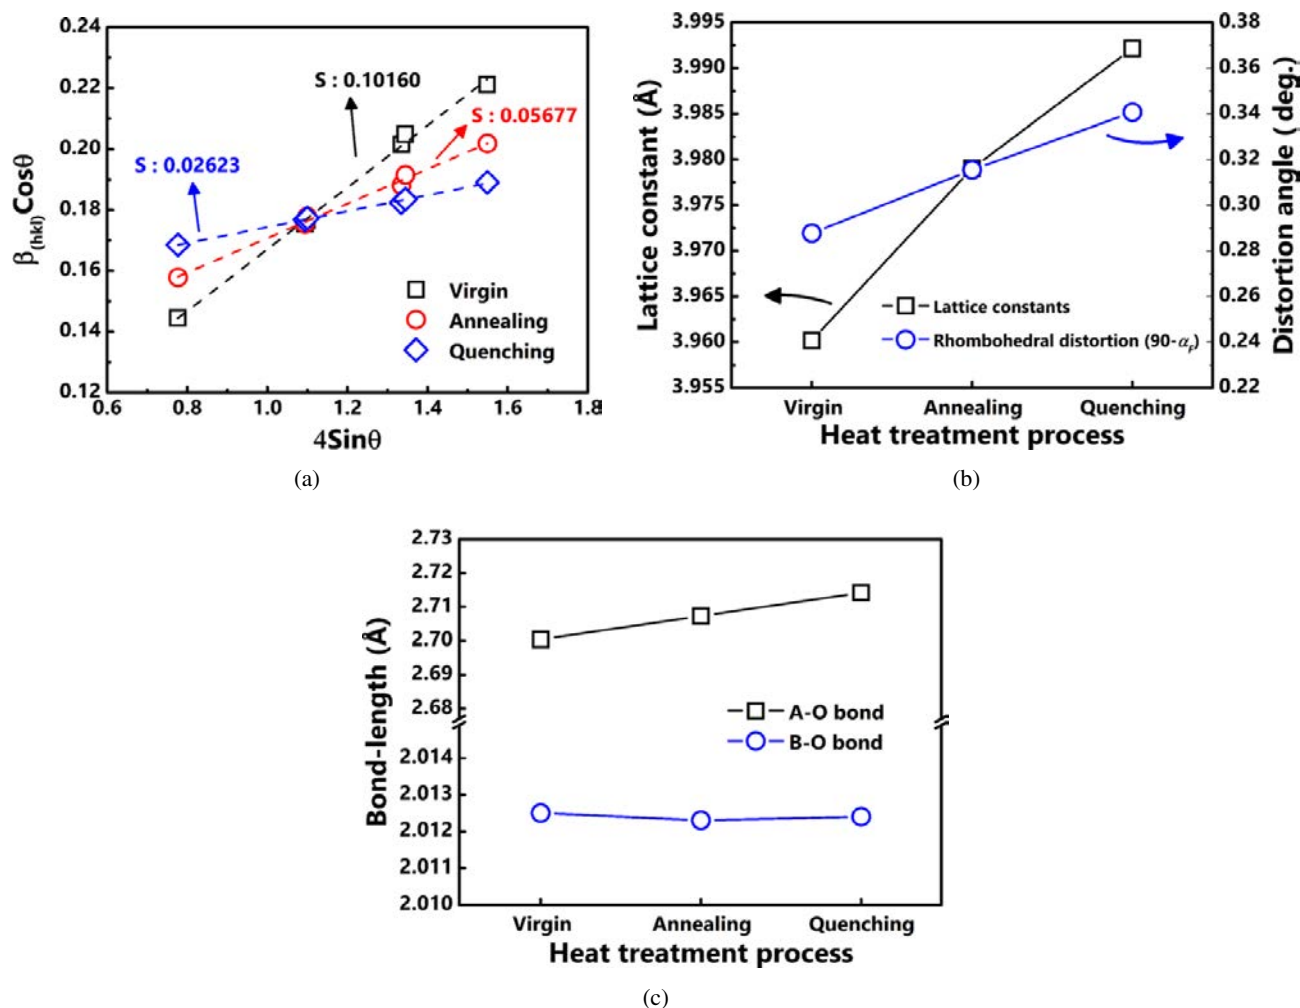 0.24
0.22
0.20
0.18
0.16
0.14
0.12
β(hkl) Cosθ
S : 0.10160
S : 0.05677
S : 0.02623
Virgin
Annealing
Quenching
0.6 0.8 1.0 1.2 1.4 1.6 1.8
4Sinθ
(a)
3.995
3.990
3.985
3.980
3.975
3.970
3.965
3.960
3.955
Lattice constant (Å)
0.38
0.36
0.34
0.32
0.30
0.28
0.26
0.24
0.22
Distortion angle ( deg.)
Lattice constants
Rhombohedral distortion (90-αr)
Virgin Annealing Quenching
Heat treatment process
(b)
2.73
2.72
2.71
2.70
2.69
2.68
2.014
2.013
2.012
2.011
2.010
Bond-length (Å)
A-O bond
B-O bond
Virgin Annealing Quenching
Heat treatment process
(c)